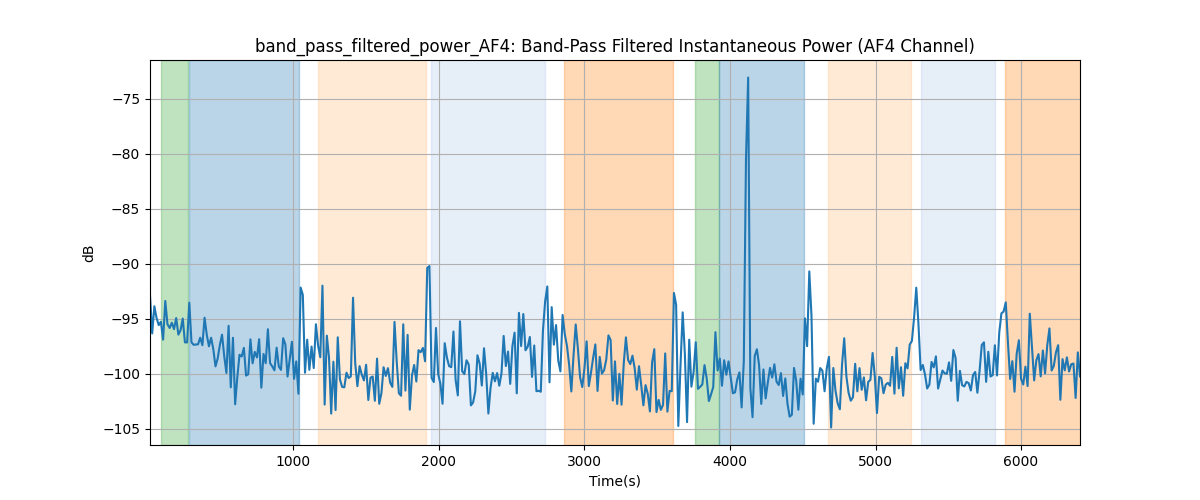 band_pass_filtered_power_AF4: Band-Pass Filtered Instantaneous Power (AF4 Channel)
−75
−80
−85
−90
−95
−100
−105
dB
1000 2000 3000 4000 5000 6000
Time(s)